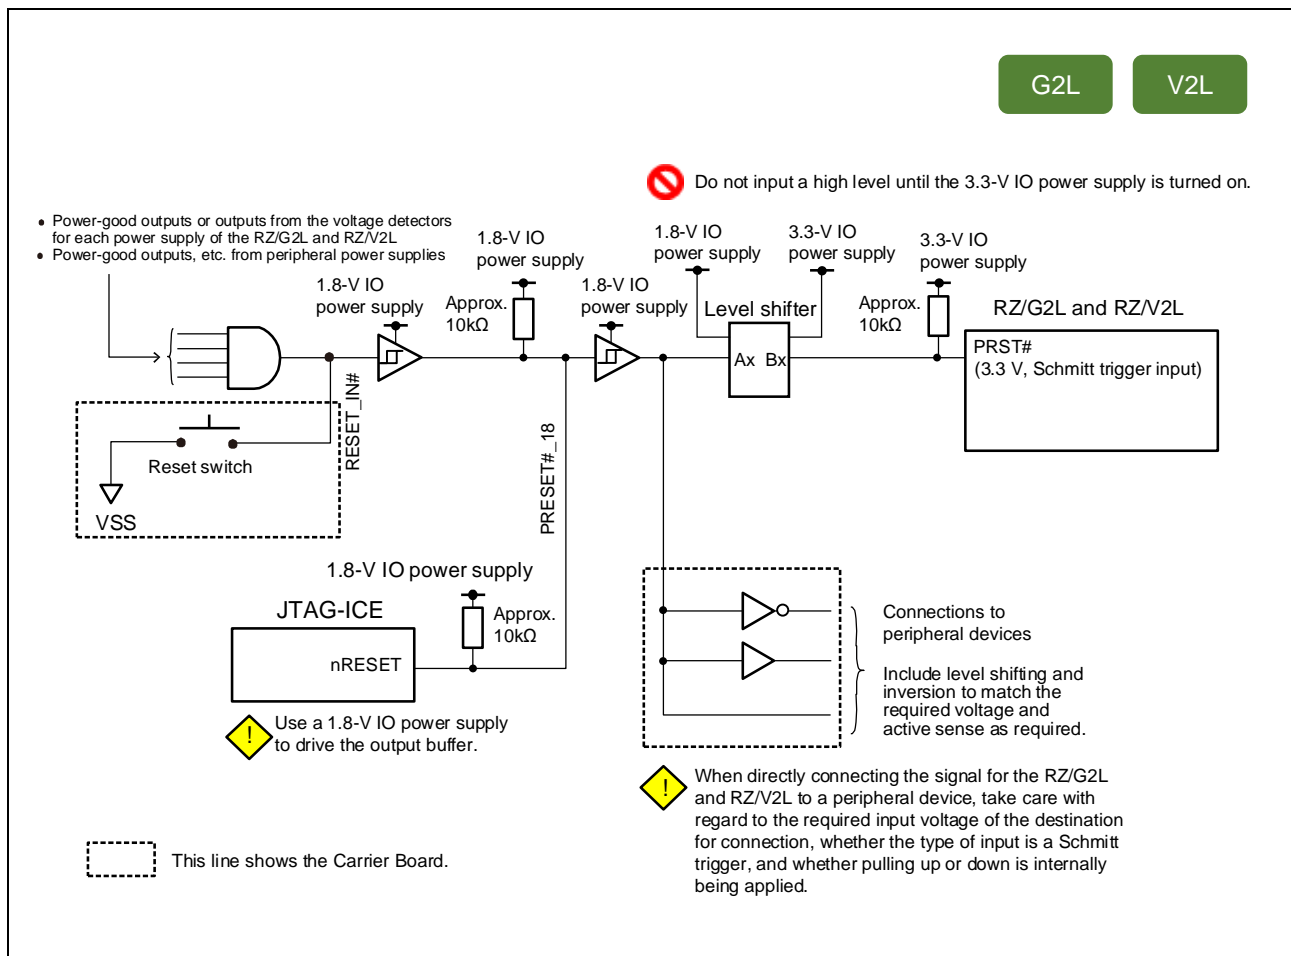 G2L
V2L
Do not input a high level until the 3.3-V IO power supply is turned on.
• Power-good outputs or outputs from the voltage detectors
for each power supply of the RZ/G2L and RZ/V2L
• Power-good outputs, etc. from peripheral power supplies
1.8-V IO
power supply
1.8-V IO
power supply
1.8-V IO
power supply
1.8-V IO
power supply
3.3-V IO
power supply
3.3-V IO
power supply
Approx.
10kΩ
Level shifter
Approx.
10kΩ
RZ/G2L and RZ/V2L
Ax Bx
PRST#
(3.3 V, Schmitt trigger input)
RESET_IN#
Reset switch
VSS
PRESET#_18
1.8-V IO power supply
JTAG-ICE
Approx.
10kΩ
nRESET
! Use a 1.8-V IO power supply
to drive the output buffer.
Connections to
peripheral devices
Include level shifting and
inversion to match the
required voltage and
active sense as required.
! When directly connecting the signal for the RZ/G2L
and RZ/V2L to a peripheral device, take care with
regard to the required input voltage of the destination
for connection, whether the type of input is a Schmitt
trigger, and whether pulling up or down is internally
being applied.
This line shows the Carrier Board.